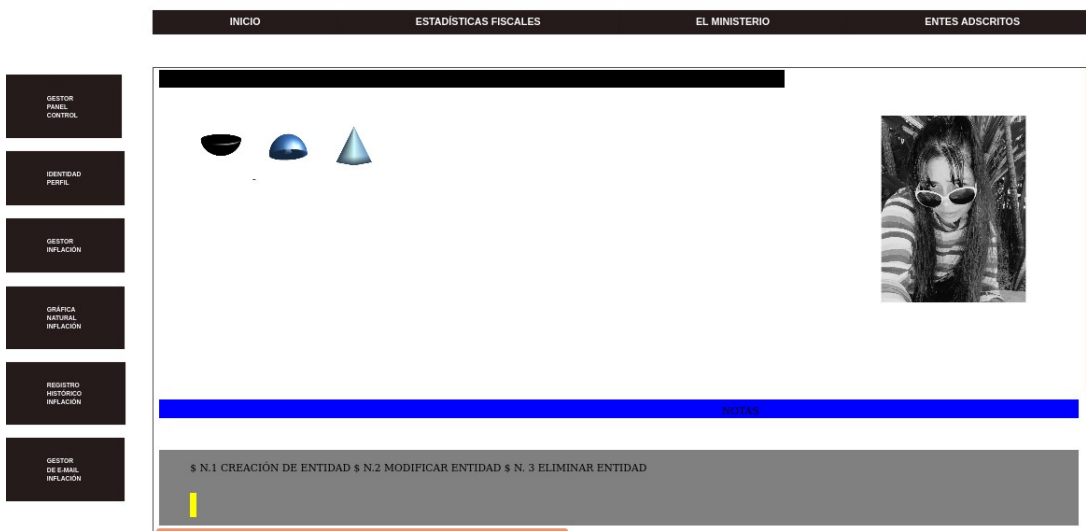 INICIO ESTADÍSTICAS FISCALES EL MINISTERIO ENTES ADSCRITOS
GESTOR
PANEL
CONTROL
IDENTIDAD
PERFIL
GESTOR
INFLACIÓN
GRÁFICA
NATURAL
INFLACIÓN
REGISTRO
HISTÓRICO
INFLACIÓN
GESTOR
DE E-MAIL
INFLACIÓN
NOTAS
$ N.1 CREACIÓN DE ENTIDAD $ N.2 MODIFICAR ENTIDAD $ N. 3 ELIMINAR ENTIDAD